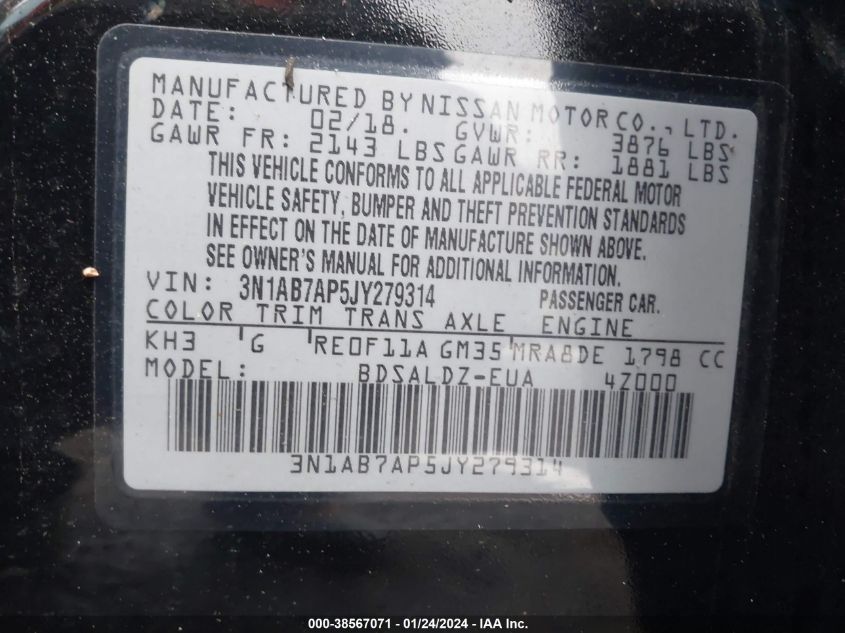 MANUFACTURED BY NISSAN MOTOR CO., LTD.
DATE: 02/18. GVWR: 3876 LBS
GAWR FR: 2143 LBS GAWR RR: 1881 LBS
THIS VEHICLE CONFORMS TO ALL APPLICABLE FEDERAL MOTOR
VEHICLE SAFETY, BUMPER AND THEFT PREVENTION STANDARDS
IN EFFECT ON THE DATE OF MANUFACTURE SHOWN ABOVE.
SEE OWNER'S MANUAL FOR ADDITIONAL INFORMATION.
VIN: 3N1AB7AP5JY279314 PASSENGER CAR.
COLOR TRIM TRANS AXLE ENGINE
KH3 G RE0F11A GM35 MRA8DE 1798 CC
MODEL: BDSALDZ-EUA 4Z000
3N1AB7AP5JY279314
000-38567071 - 01/24/2024 - IAA Inc.